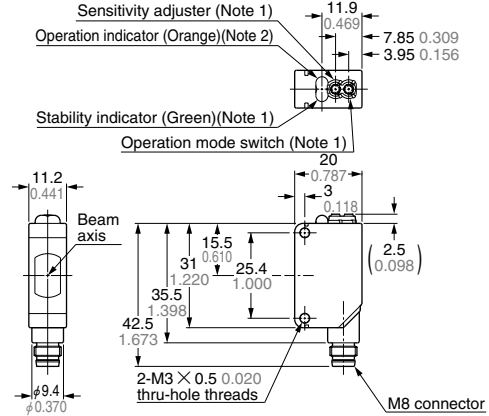 Sensitivity adjuster (Note 1)
11.9
0.469
Operation indicator (Orange)(Note 2)
7.85 0.309
3.95 0.156
Stability indicator (Green)(Note 1)
Operation mode switch (Note 1)
20
0.787
11.2
0.441
3
0.118
Beam
axis
15.5
0.610
2.5
0.098
31
1.220
25.4
1.000
35.5
1.398
42.5
1.673
φ9.4
φ0.370
2-M3 × 0.5 0.020
thru-hole threads
M8 connector